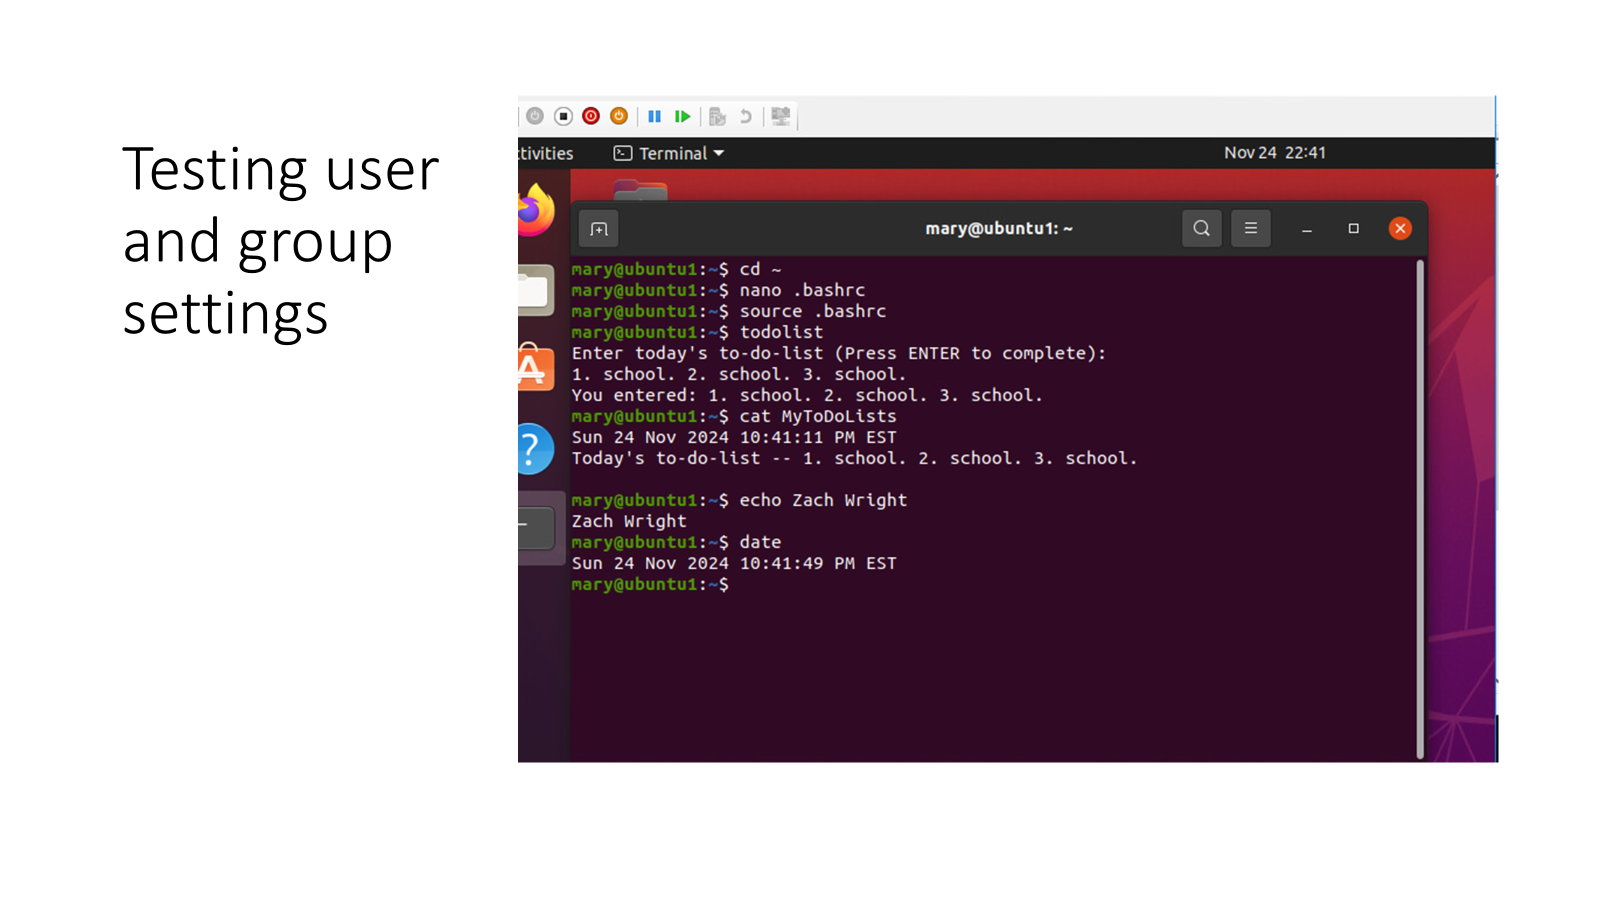 Testing user
and group
settings
ctivities
Terminal
Nov 24 22:41
mary@ubuntu1: ~
mary@ubuntu1:~$ cd ~
mary@ubuntu1:~$ nano .bashrc
mary@ubuntu1:~$ source .bashrc
mary@ubuntu1:~$ todolist
Enter today's to-do-list (Press ENTER to complete):
1. school. 2. school. 3. school.
You entered: 1. school. 2. school. 3. school.
mary@ubuntu1:~$ cat MyToDoLists
Sun 24 Nov 2024 10:41:11 PM EST
Today's to-do-list -- 1. school. 2. school. 3. school.
mary@ubuntu1:~$ echo Zach Wright
Zach Wright
mary@ubuntu1:~$ date
Sun 24 Nov 2024 10:41:49 PM EST
mary@ubuntu1:~$